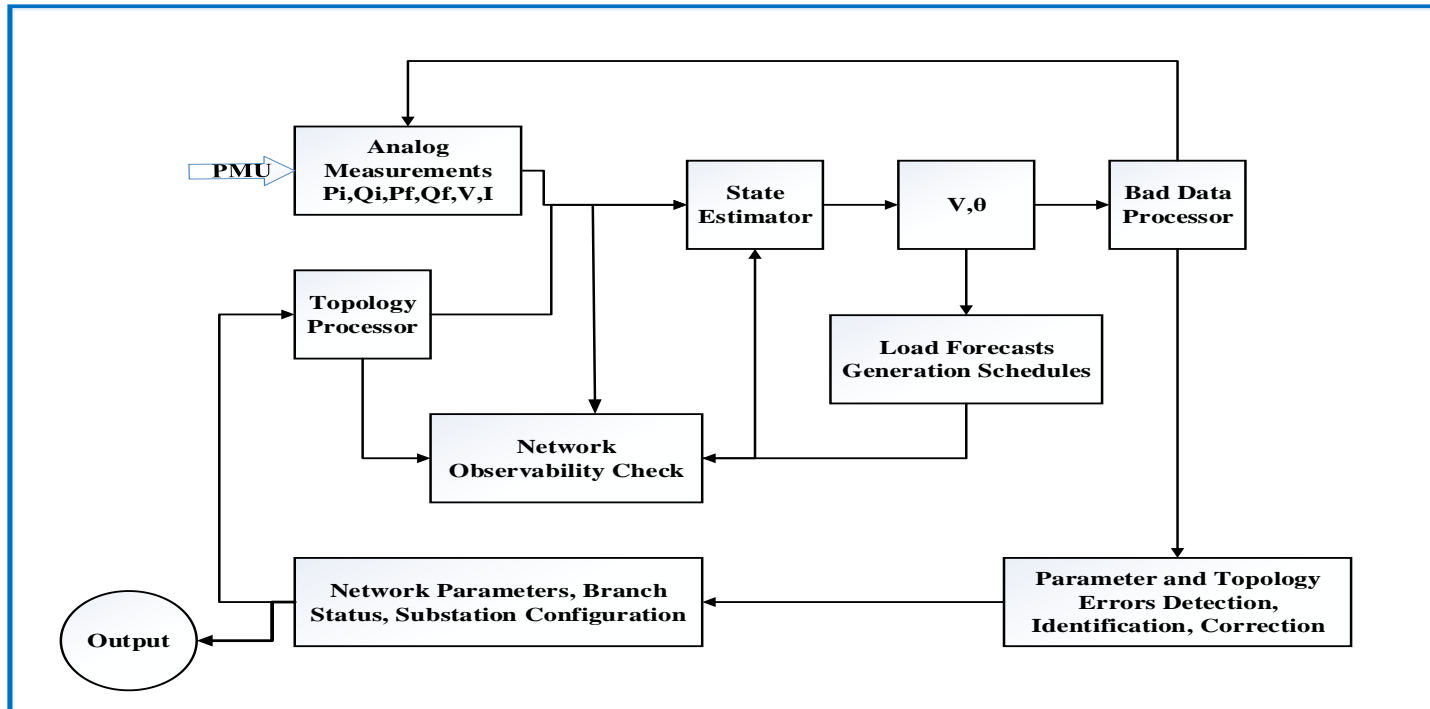 Analog
Measurements
Pi,Qi,Pf,Qf,V,I
PMU
State
Estimator
V,θ
Bad Data
Processor
Topology
Processor
Load Forecasts
Generation Schedules
Network
Observability Check
Network Parameters, Branch
Status, Substation Configuration
Parameter and Topology
Errors Detection,
Identification, Correction
Output